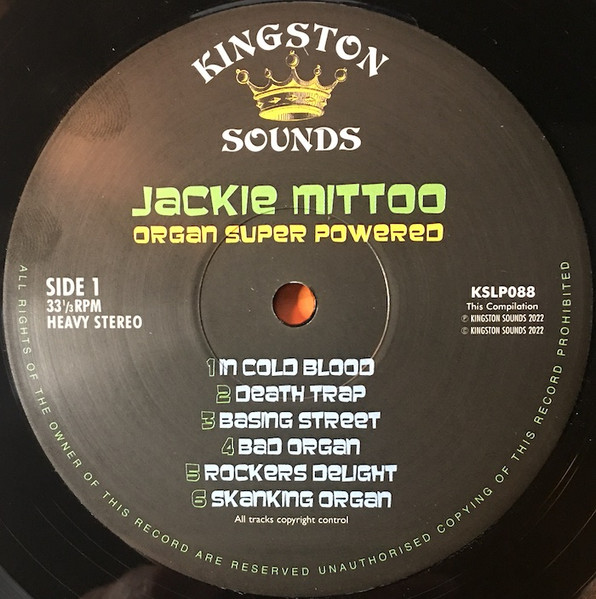 KINGSTON
SOUNDS
JACKIE MITTOO
ORGAN SUPER POWERED
SIDE 1
33⅓RPM
HEAVY STEREO
KSLP088
This Compilation
℗ KINGSTON SOUNDS 2022
© KINGSTON SOUNDS 2022
1 IN COLD BLOOD
2 DEATH TRAP
3 BASING STREET
4 BAD ORGAN
5 ROCKERS DELIGHT
6 SKANKING ORGAN
All tracks copyright control
ALL RIGHTS OF THE OWNER OF THIS RECORD ARE RESERVED UNAUTHORISED COPYING OF THIS RECORD PROHIBITED